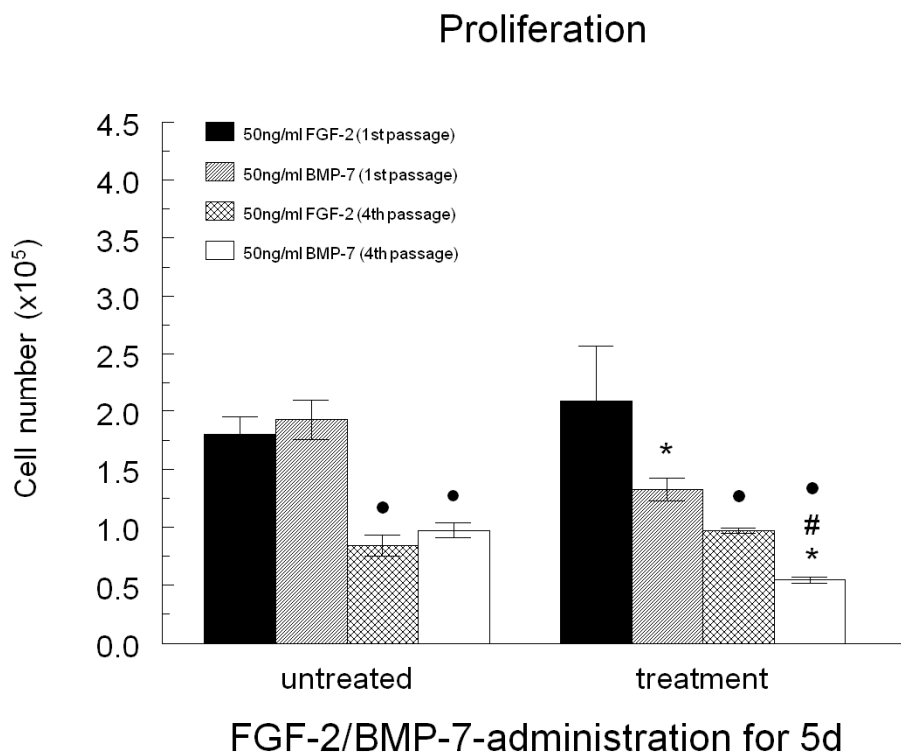 Proliferation
4.5
4.0
3.5
3.0
2.5
2.0
1.5
1.0
0.5
0.0
Cell number (x10⁵)
50ng/ml FGF-2 (1st passage)
50ng/ml BMP-7 (1st passage)
50ng/ml FGF-2 (4th passage)
50ng/ml BMP-7 (4th passage)
●
●
*
●
●
#
*
untreated
treatment
FGF-2/BMP-7-administration for 5d